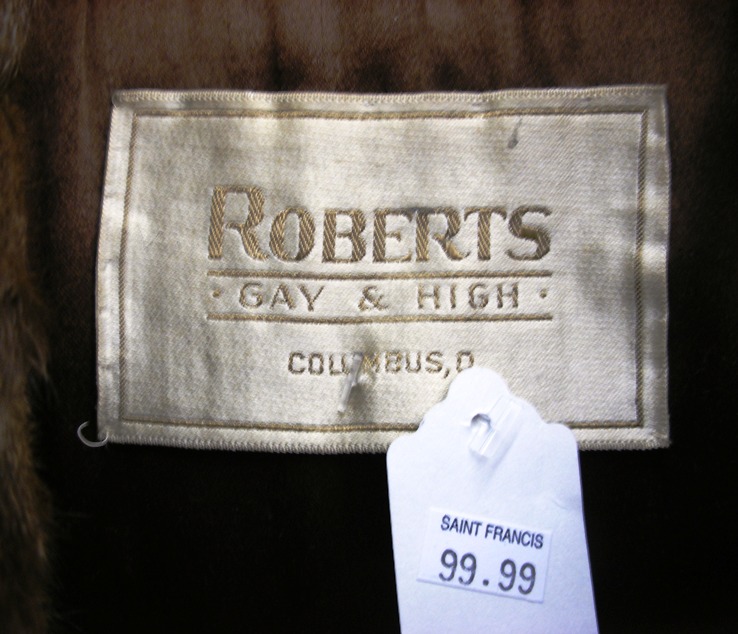 ROBERTS
· GAY & HIGH ·
COLUMBUS, O
SAINT FRANCIS
99.99